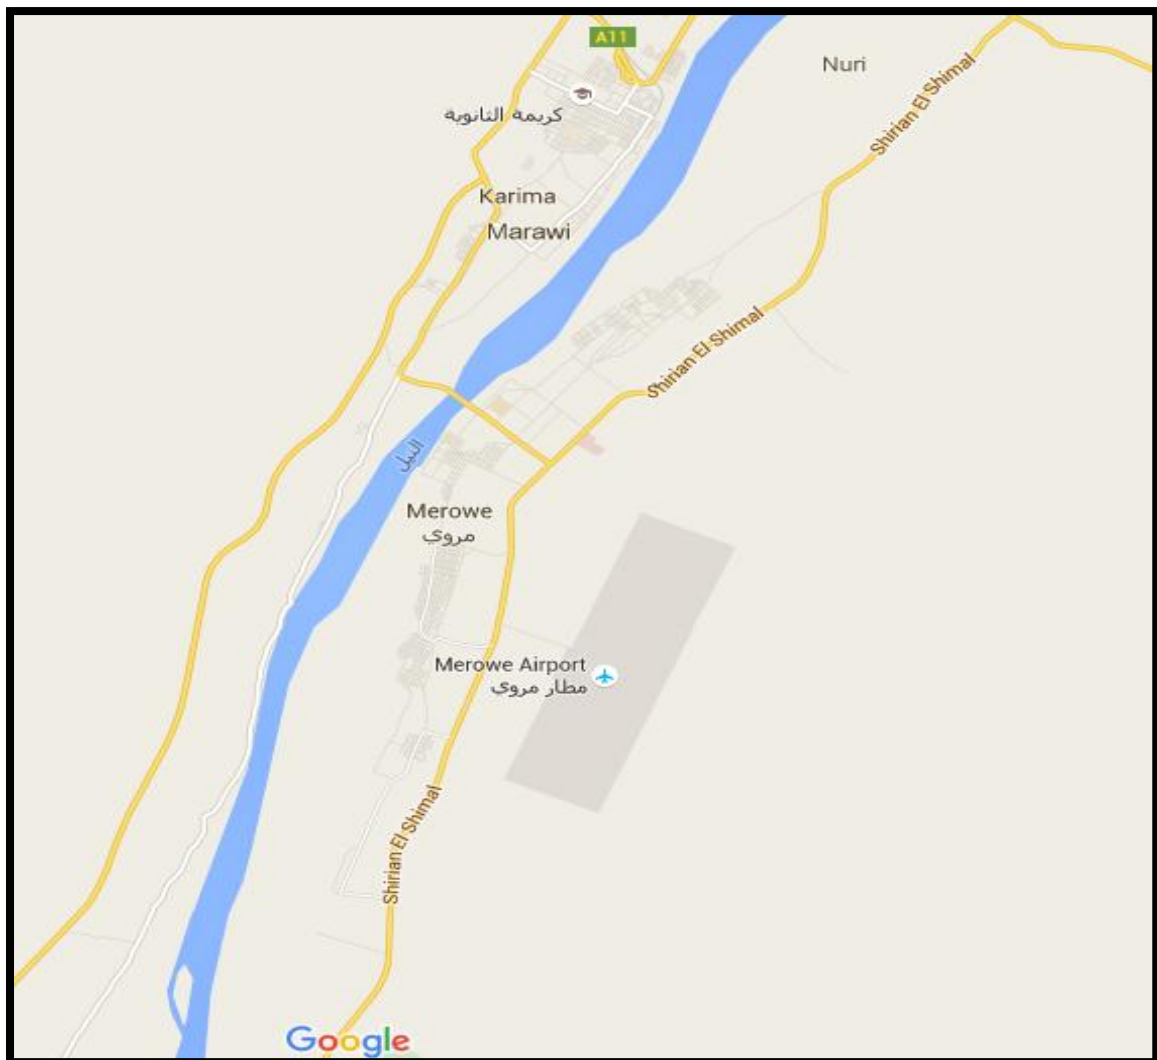 A11
Nuri
Shirian El Shimal
كريمة الثانوية
Karima
Marawi
Shirian El Shimal
النيل
Merowe
مروي
Merowe Airport
مطار مروي
Shirian El Shimal
Google